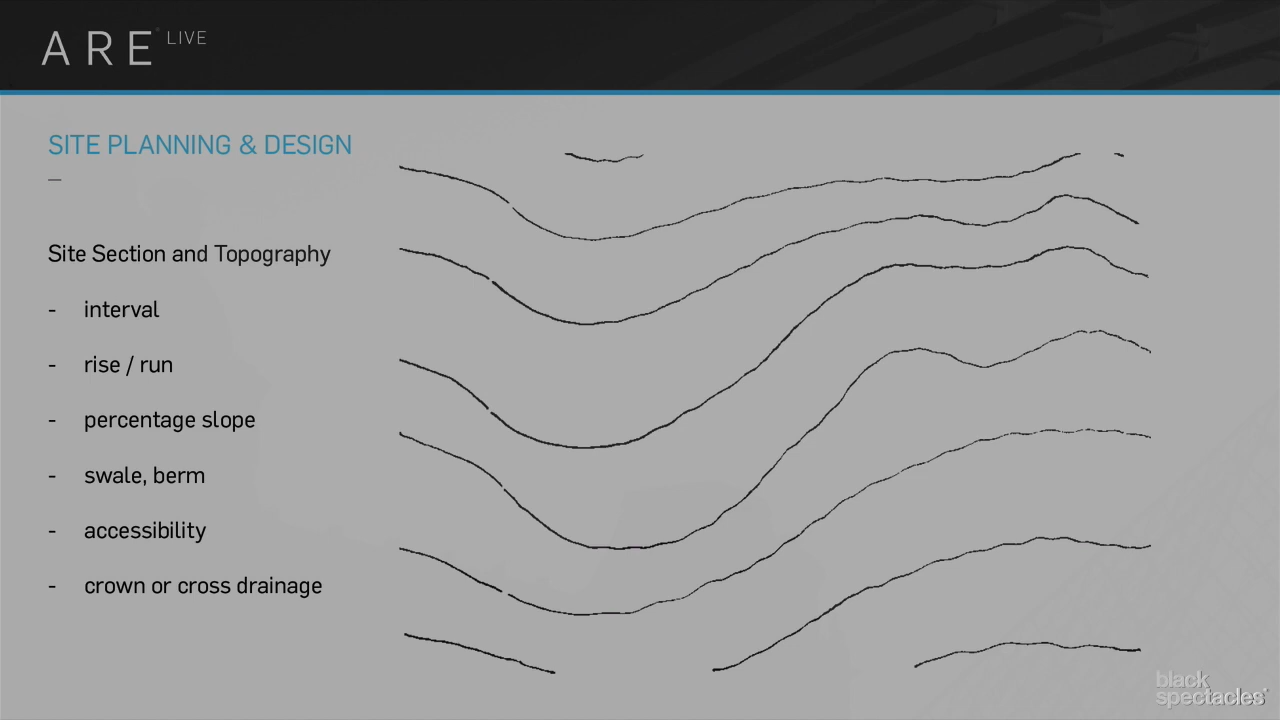 ARE® LIVE
SITE PLANNING & DESIGN
—
Site Section and Topography
- interval
- rise / run
- percentage slope
- swale, berm
- accessibility
- crown or cross drainage
black
spectacles®